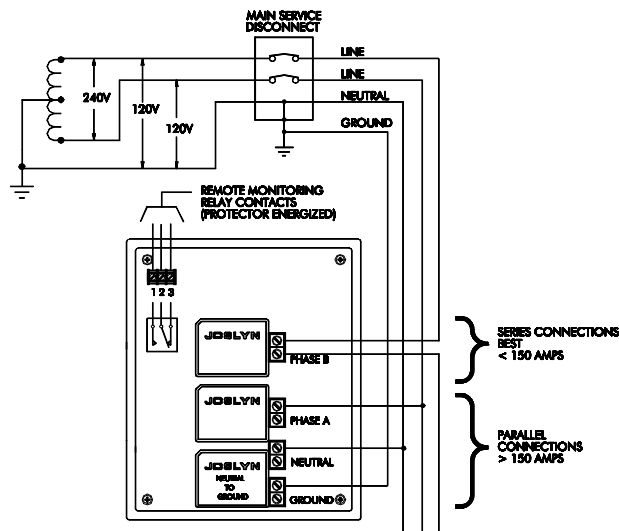 MAIN SERVICE
DISCONNECT
LINE
LINE
240V
120V
NEUTRAL
120V
GROUND
REMOTE MONITORING
RELAY CONTACTS
(PROTECTOR ENERGIZED)
1 2 3
JOSLYN
PHASE B
SERIES CONNECTIONS
BEST
< 150 AMPS
JOSLYN
PHASE A
PARALLEL
CONNECTIONS
> 150 AMPS
JOSLYN
NEUTRAL
TO
GROUND
NEUTRAL
GROUND